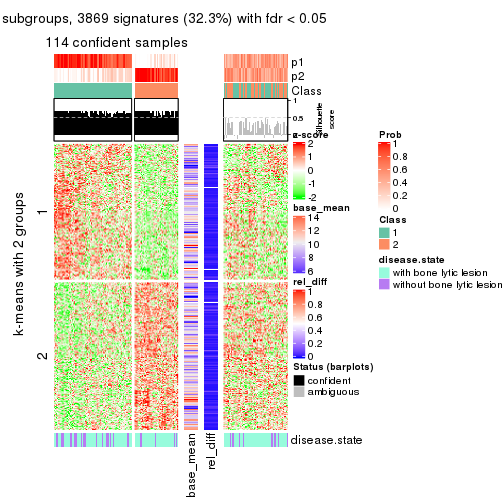 subgroups, 3869 signatures (32.3%) with fdr < 0.05
114 confident samples
p1
p2
Class
1
0.5
0
Silhouette
score
k-means with 2 groups
1
2
z-score
2
1
0
-1
-2
base_mean
14
12
10
8
6
rel_diff
1
0.8
0.6
0.4
0.2
0
Status (barplots)
confident
ambiguous
Prob
1
0.8
0.6
0.4
0.2
0
Class
1
2
disease.state
with bone lytic lesion
without bone lytic lesion
disease.state
base_mean
rel_diff